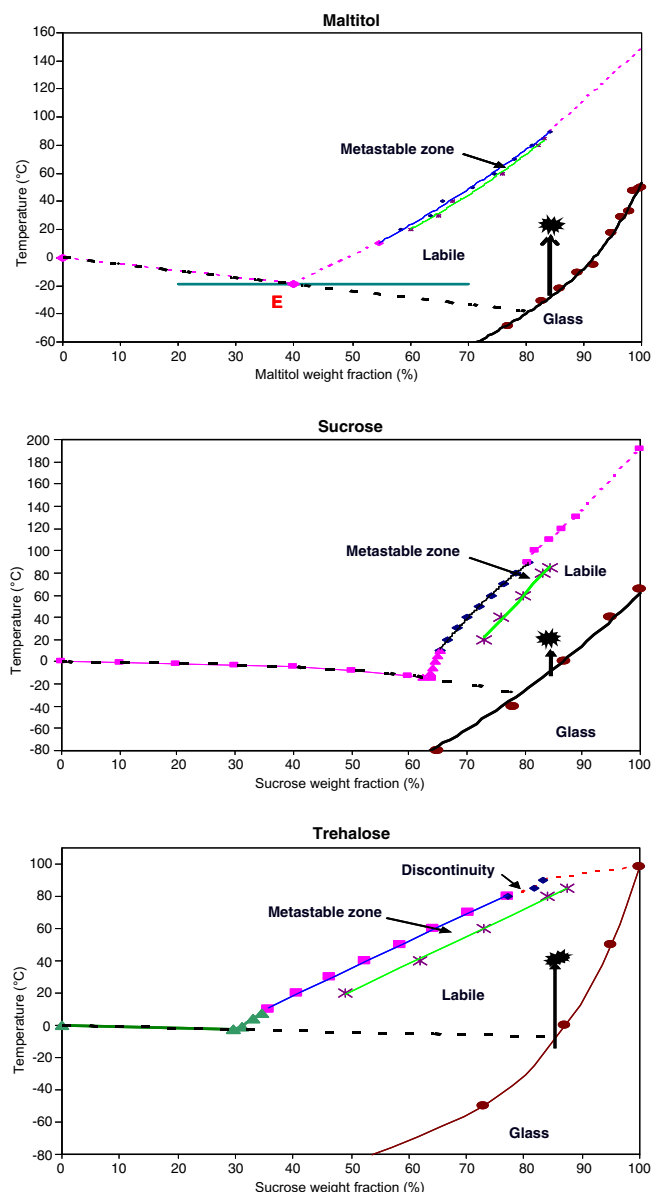 Maltitol
160
140
120
100
80
60
40
20
0
-20
-40
-60
Temperature (°C)
Metastable zone
Labile
E
Glass
0 10 20 30 40 50 60 70 80 90 100
Maltitol weight fraction (%)
Sucrose
200
180
160
140
120
100
80
60
40
20
0
-20
-40
-60
-80
Temperature (°C)
Metastable zone
Labile
Glass
0 10 20 30 40 50 60 70 80 90 100
Sucrose weight fraction (%)
Trehalose
100
80
60
40
20
0
-20
-40
-60
-80
Temperature (°C)
Discontinuity
Metastable zone
Labile
Glass
0 10 20 30 40 50 60 70 80 90 100
Sucrose weight fraction (%)